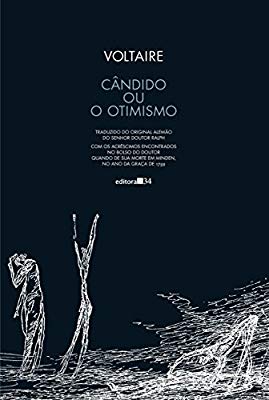 VOLTAIRE
CÂNDIDO
OU
O OTIMISMO
TRADUZIDO DO ORIGINAL ALEMÃO
DO SENHOR DOUTOR RALPH
COM OS ACRÉSCIMOS ENCONTRADOS
NO BOLSO DO DOUTOR
QUANDO DE SUA MORTE EM MINDEN,
NO ANO DA GRAÇA DE 1759
editora 34